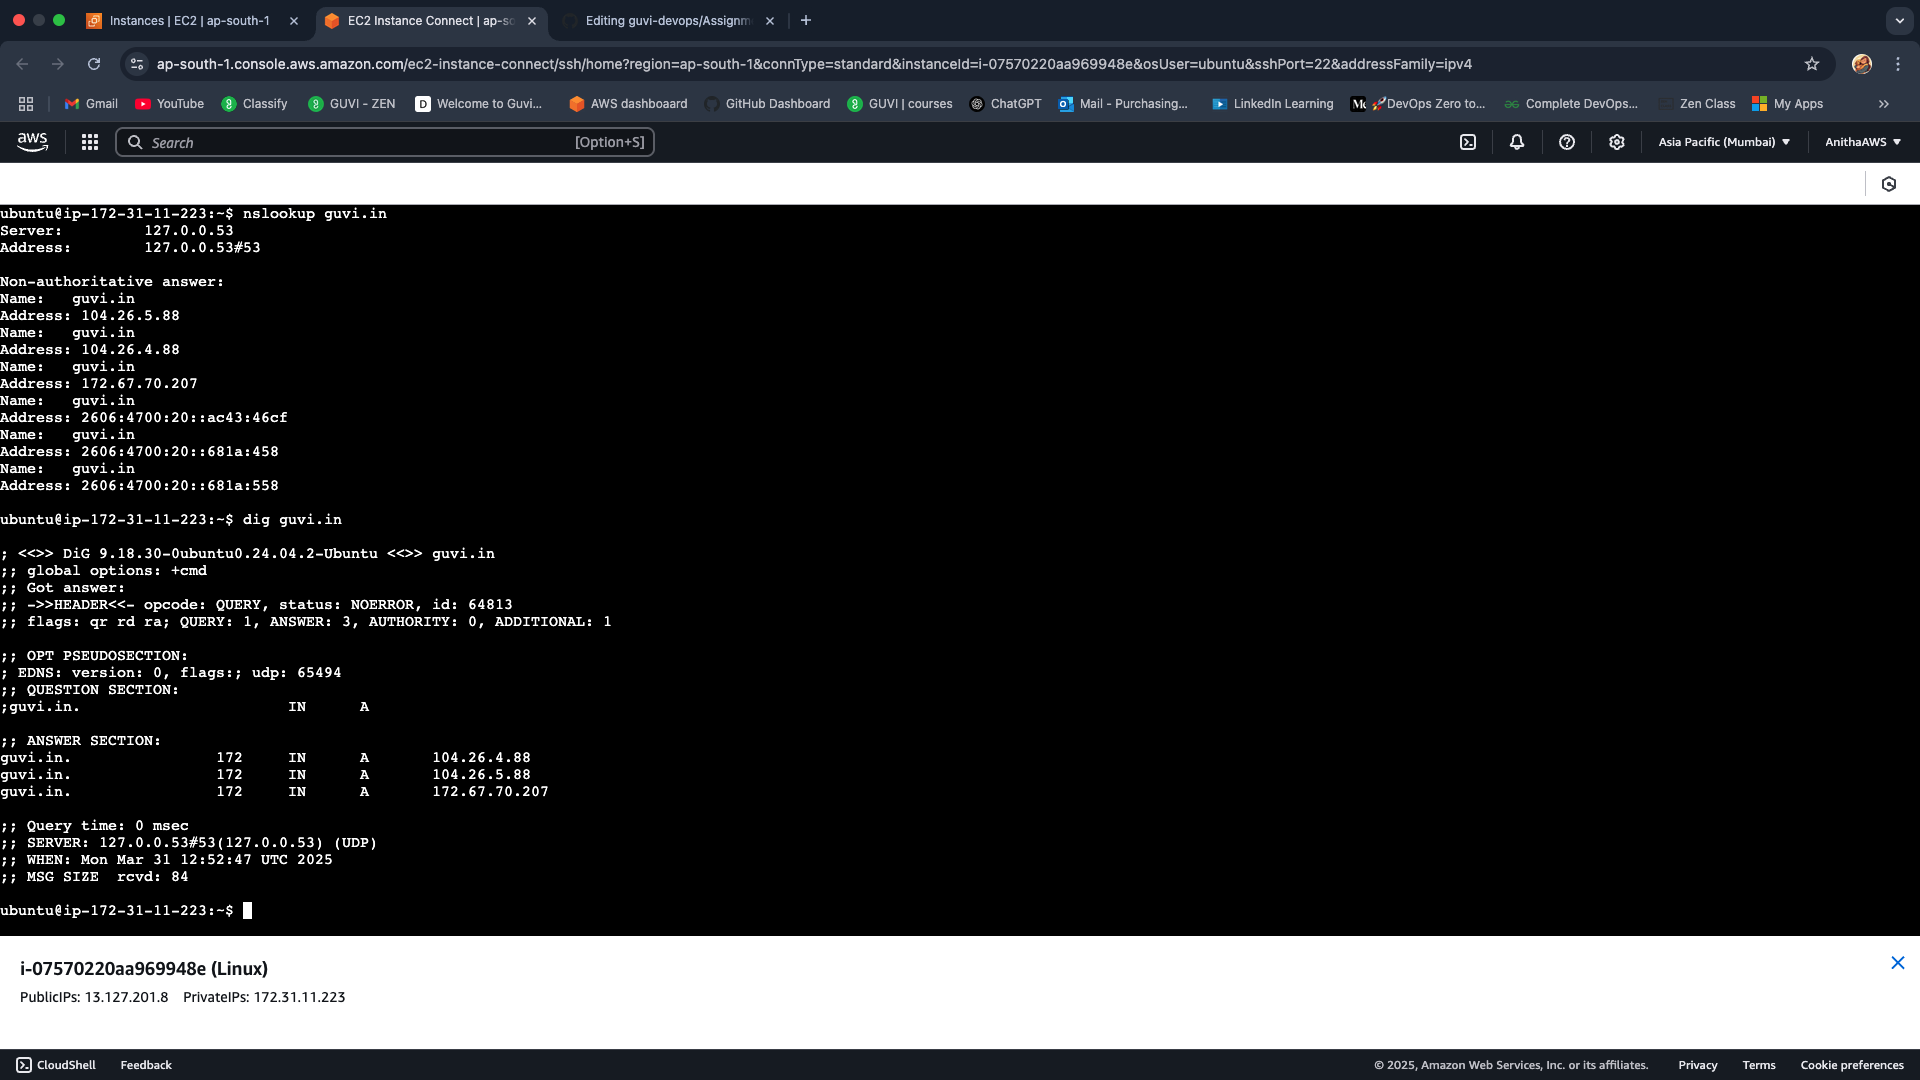 Instances | EC2 | ap-south-1
EC2 Instance Connect | ap-so
Editing guvi-devops/Assignm
ap-south-1.console.aws.amazon.com/ec2-instance-connect/ssh/home?region=ap-south-1&connType=standard&instanceId=i-07570220aa969948e&osUser=ubuntu&sshPort=22&addressFamily=ipv4
Gmail YouTube Classify GUVI - ZEN Welcome to Guvi... AWS dashboaard GitHub Dashboard GUVI | courses ChatGPT Mail - Purchasing... LinkedIn Learning 🚀DevOps Zero to... Complete DevOps... Zen Class My Apps
aws Search [Option+S] Asia Pacific (Mumbai) AnithaAWS
ubuntu@ip-172-31-11-223:~$ nslookup guvi.in
Server: 127.0.0.53
Address: 127.0.0.53#53
Non-authoritative answer:
Name: guvi.in
Address: 104.26.5.88
Name: guvi.in
Address: 104.26.4.88
Name: guvi.in
Address: 172.67.70.207
Name: guvi.in
Address: 2606:4700:20::ac43:46cf
Name: guvi.in
Address: 2606:4700:20::681a:458
Name: guvi.in
Address: 2606:4700:20::681a:558
ubuntu@ip-172-31-11-223:~$ dig guvi.in
; <<>> DiG 9.18.30-0ubuntu0.24.04.2-Ubuntu <<>> guvi.in
;; global options: +cmd
;; Got answer:
;; ->>HEADER<<- opcode: QUERY, status: NOERROR, id: 64813
;; flags: qr rd ra; QUERY: 1, ANSWER: 3, AUTHORITY: 0, ADDITIONAL: 1
;; OPT PSEUDOSECTION:
; EDNS: version: 0, flags:; udp: 65494
;; QUESTION SECTION:
;guvi.in. IN A
;; ANSWER SECTION:
guvi.in. 172 IN A 104.26.4.88
guvi.in. 172 IN A 104.26.5.88
guvi.in. 172 IN A 172.67.70.207
;; Query time: 0 msec
;; SERVER: 127.0.0.53#53(127.0.0.53) (UDP)
;; WHEN: Mon Mar 31 12:52:47 UTC 2025
;; MSG SIZE rcvd: 84
ubuntu@ip-172-31-11-223:~$
i-07570220aa969948e (Linux)
PublicIPs: 13.127.201.8 PrivateIPs: 172.31.11.223
CloudShell Feedback © 2025, Amazon Web Services, Inc. or its affiliates. Privacy Terms Cookie preferences